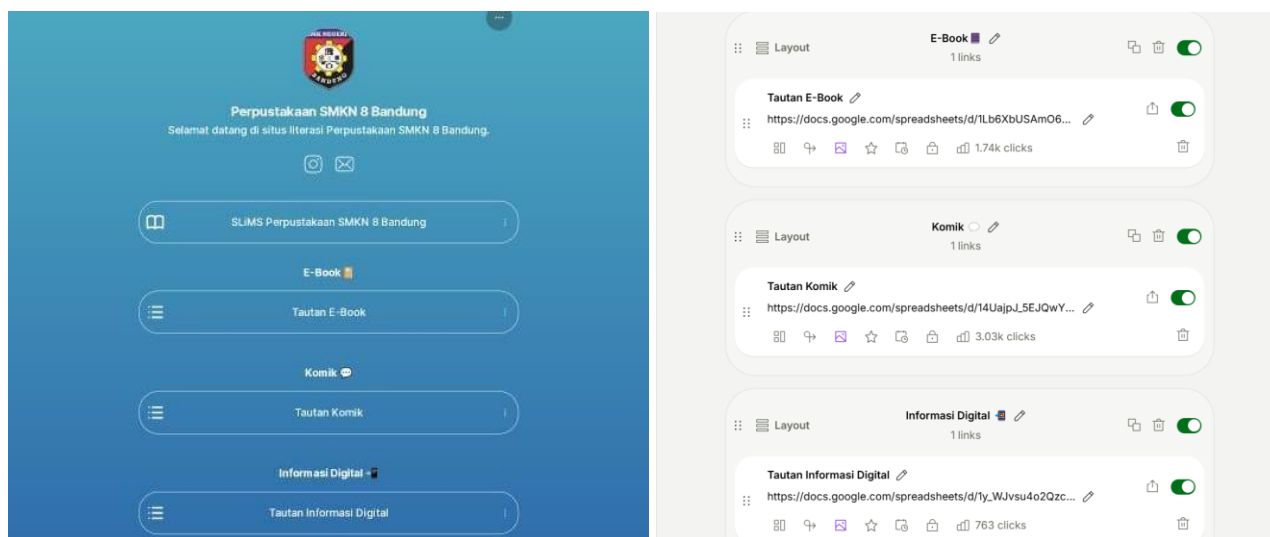 SMK NEGERI
BANDUNG
Perpustakaan SMKN 8 Bandung
Selamat datang di situs literasi Perpustakaan SMKN 8 Bandung.
SLiMS Perpustakaan SMKN 8 Bandung
E-Book
Tautan E-Book
Komik
Tautan Komik
Informasi Digital
Tautan Informasi Digital
Layout
E-Book
1 links
Tautan E-Book
https://docs.google.com/spreadsheets/d/1Lb6XbUSAmO6...
1.74k clicks
Layout
Komik
1 links
Tautan Komik
https://docs.google.com/spreadsheets/d/14UajpJ_5EJQwY...
3.03k clicks
Layout
Informasi Digital
1 links
Tautan Informasi Digital
https://docs.google.com/spreadsheets/d/1y_WJvsu4o2Qzc...
763 clicks